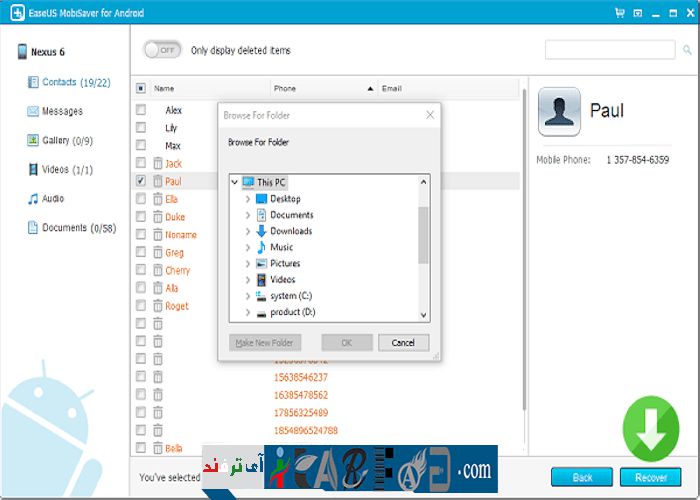 EaseUS MobiSaver for Android
Nexus 6
Contacts (19/22)
Messages
Gallery (0/9)
Videos (1/1)
Audio
Documents (0/58)
OFF
Only display deleted items
Name Phone Email
Alex
Lily
Max
Jack
Paul
Ella
Duke
Noname
Greg
Cherry
Alla
Roget
15638546237
16385478562
17856325489
1854896524788
Bella
Browse For Folder
Browse For Folder
This PC
Desktop
Documents
Downloads
Music
Pictures
Videos
system (C:)
product (D:)
Make New Folder OK Cancel
Paul
Mobile Phone: 1 357-854-6359
You've selected
آی ترفند
.com
Back Recover